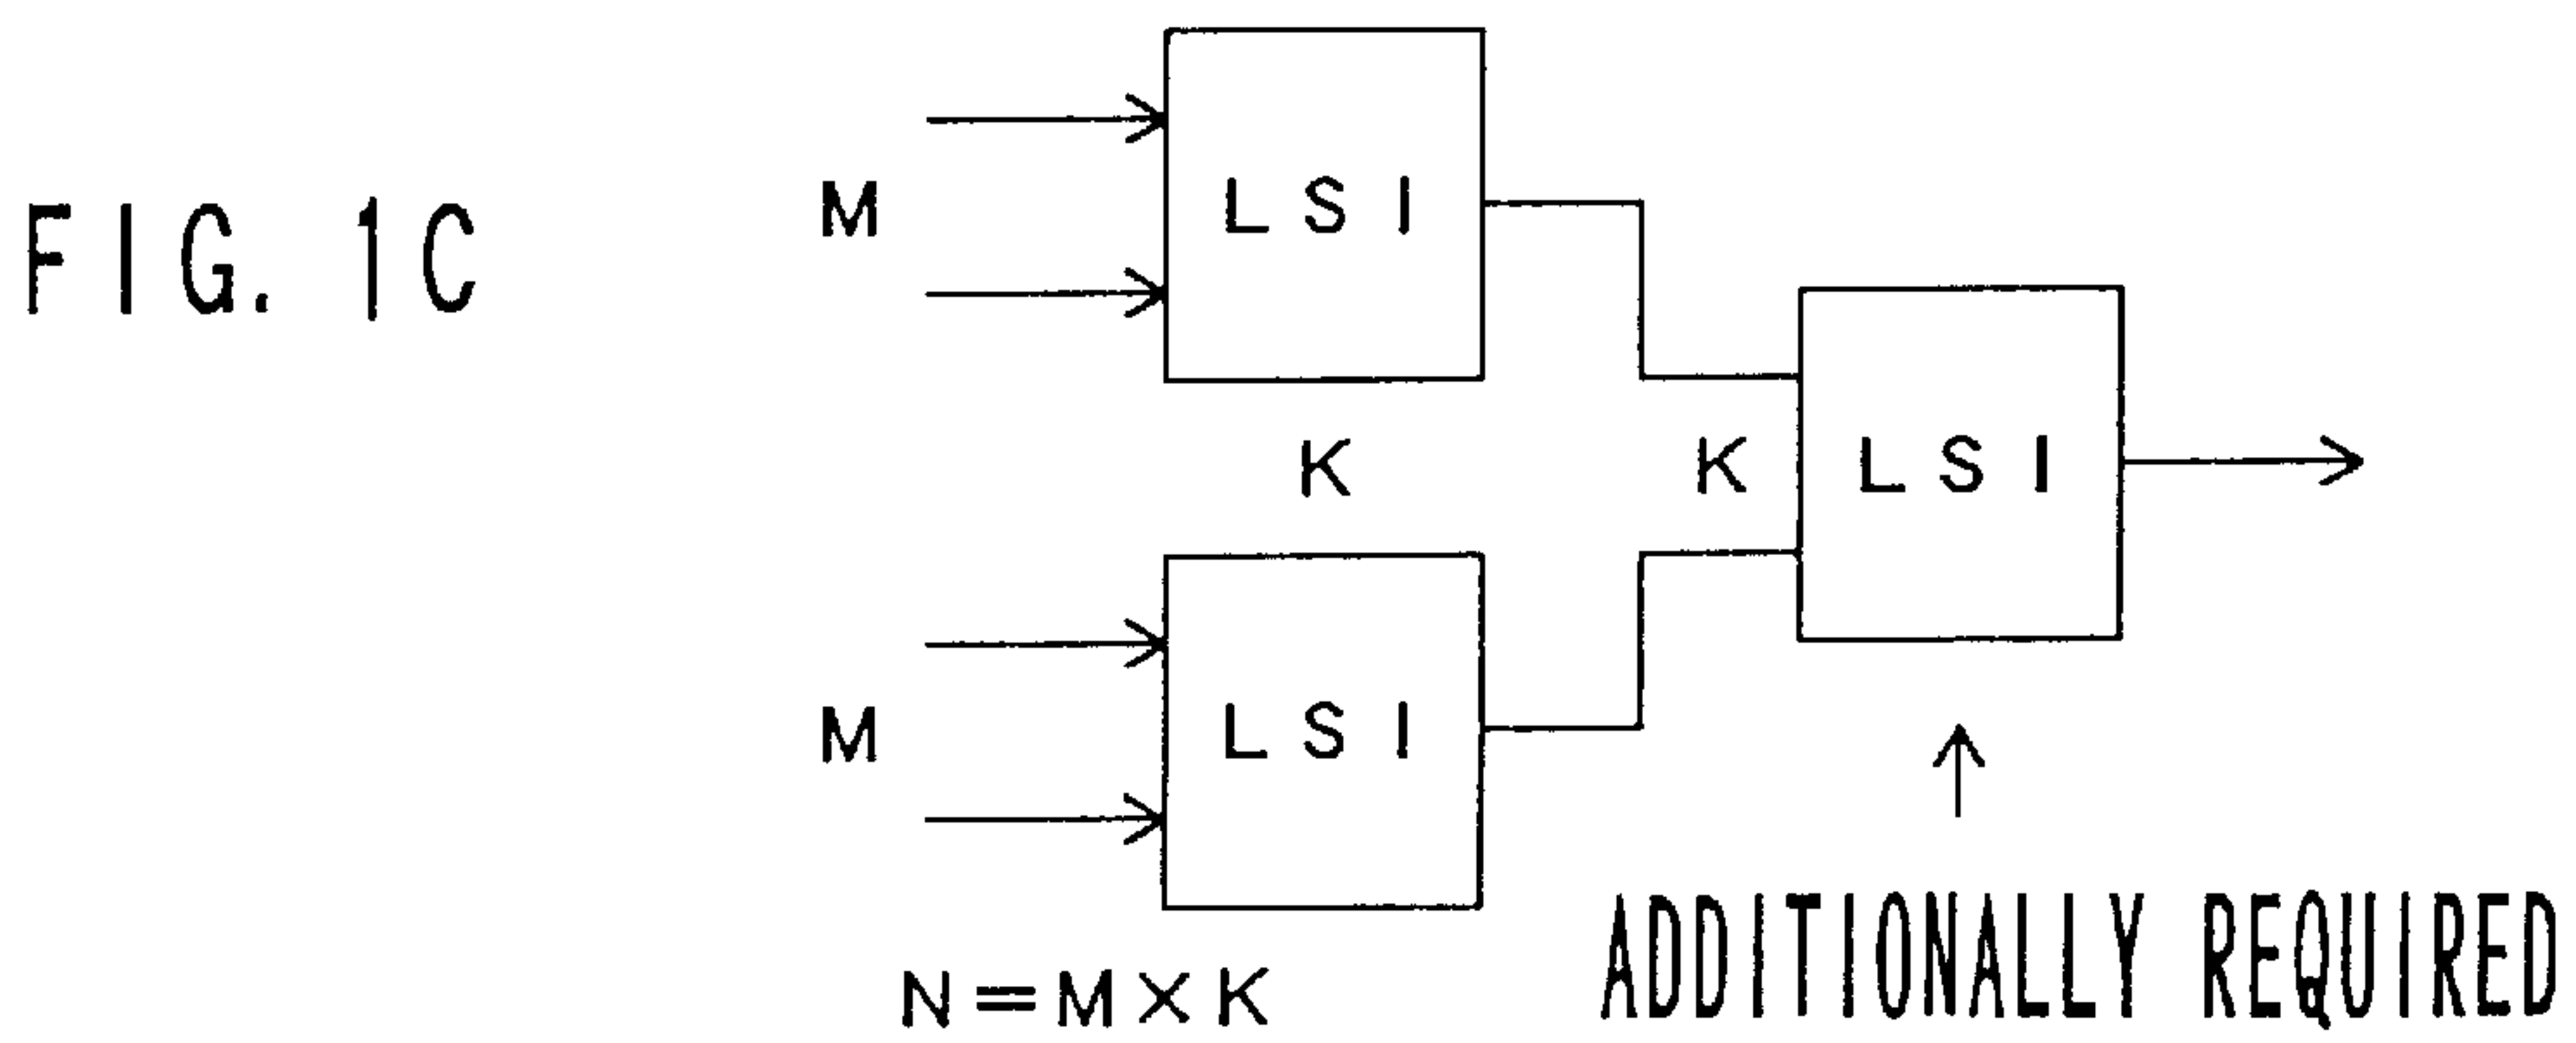 FIG. 1C
M
LSI
K
K
LSI
M
LSI
N=M×K
ADDITIONALLY REQUIRED